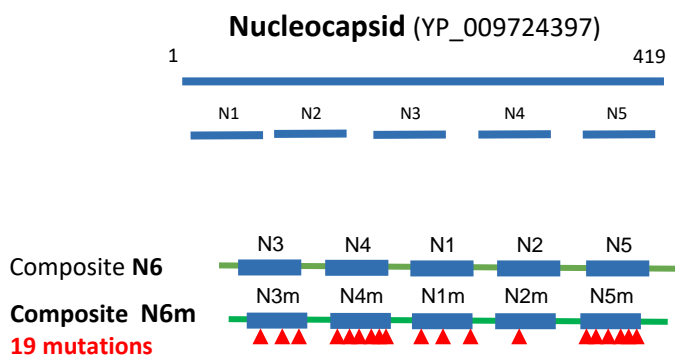 Nucleocapsid (YP_009724397)
1 419
N1 N2 N3 N4 N5
Composite N6 N3 N4 N1 N2 N5
Composite N6m N3m N4m N1m N2m N5m
19 mutations